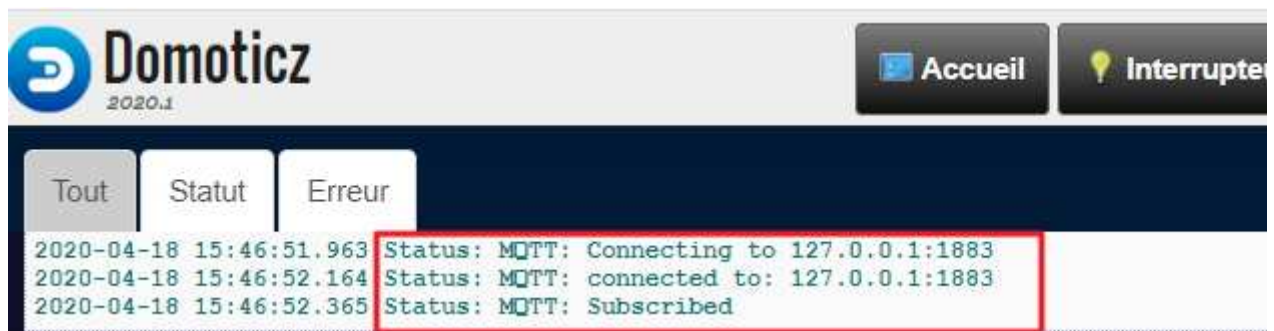 Domoticz
2020.1
Accueil
Interrupteu
Tout
Statut
Erreur
2020-04-18 15:46:51.963 Status: MQTT: Connecting to 127.0.0.1:1883
2020-04-18 15:46:52.164 Status: MQTT: connected to: 127.0.0.1:1883
2020-04-18 15:46:52.365 Status: MQTT: Subscribed